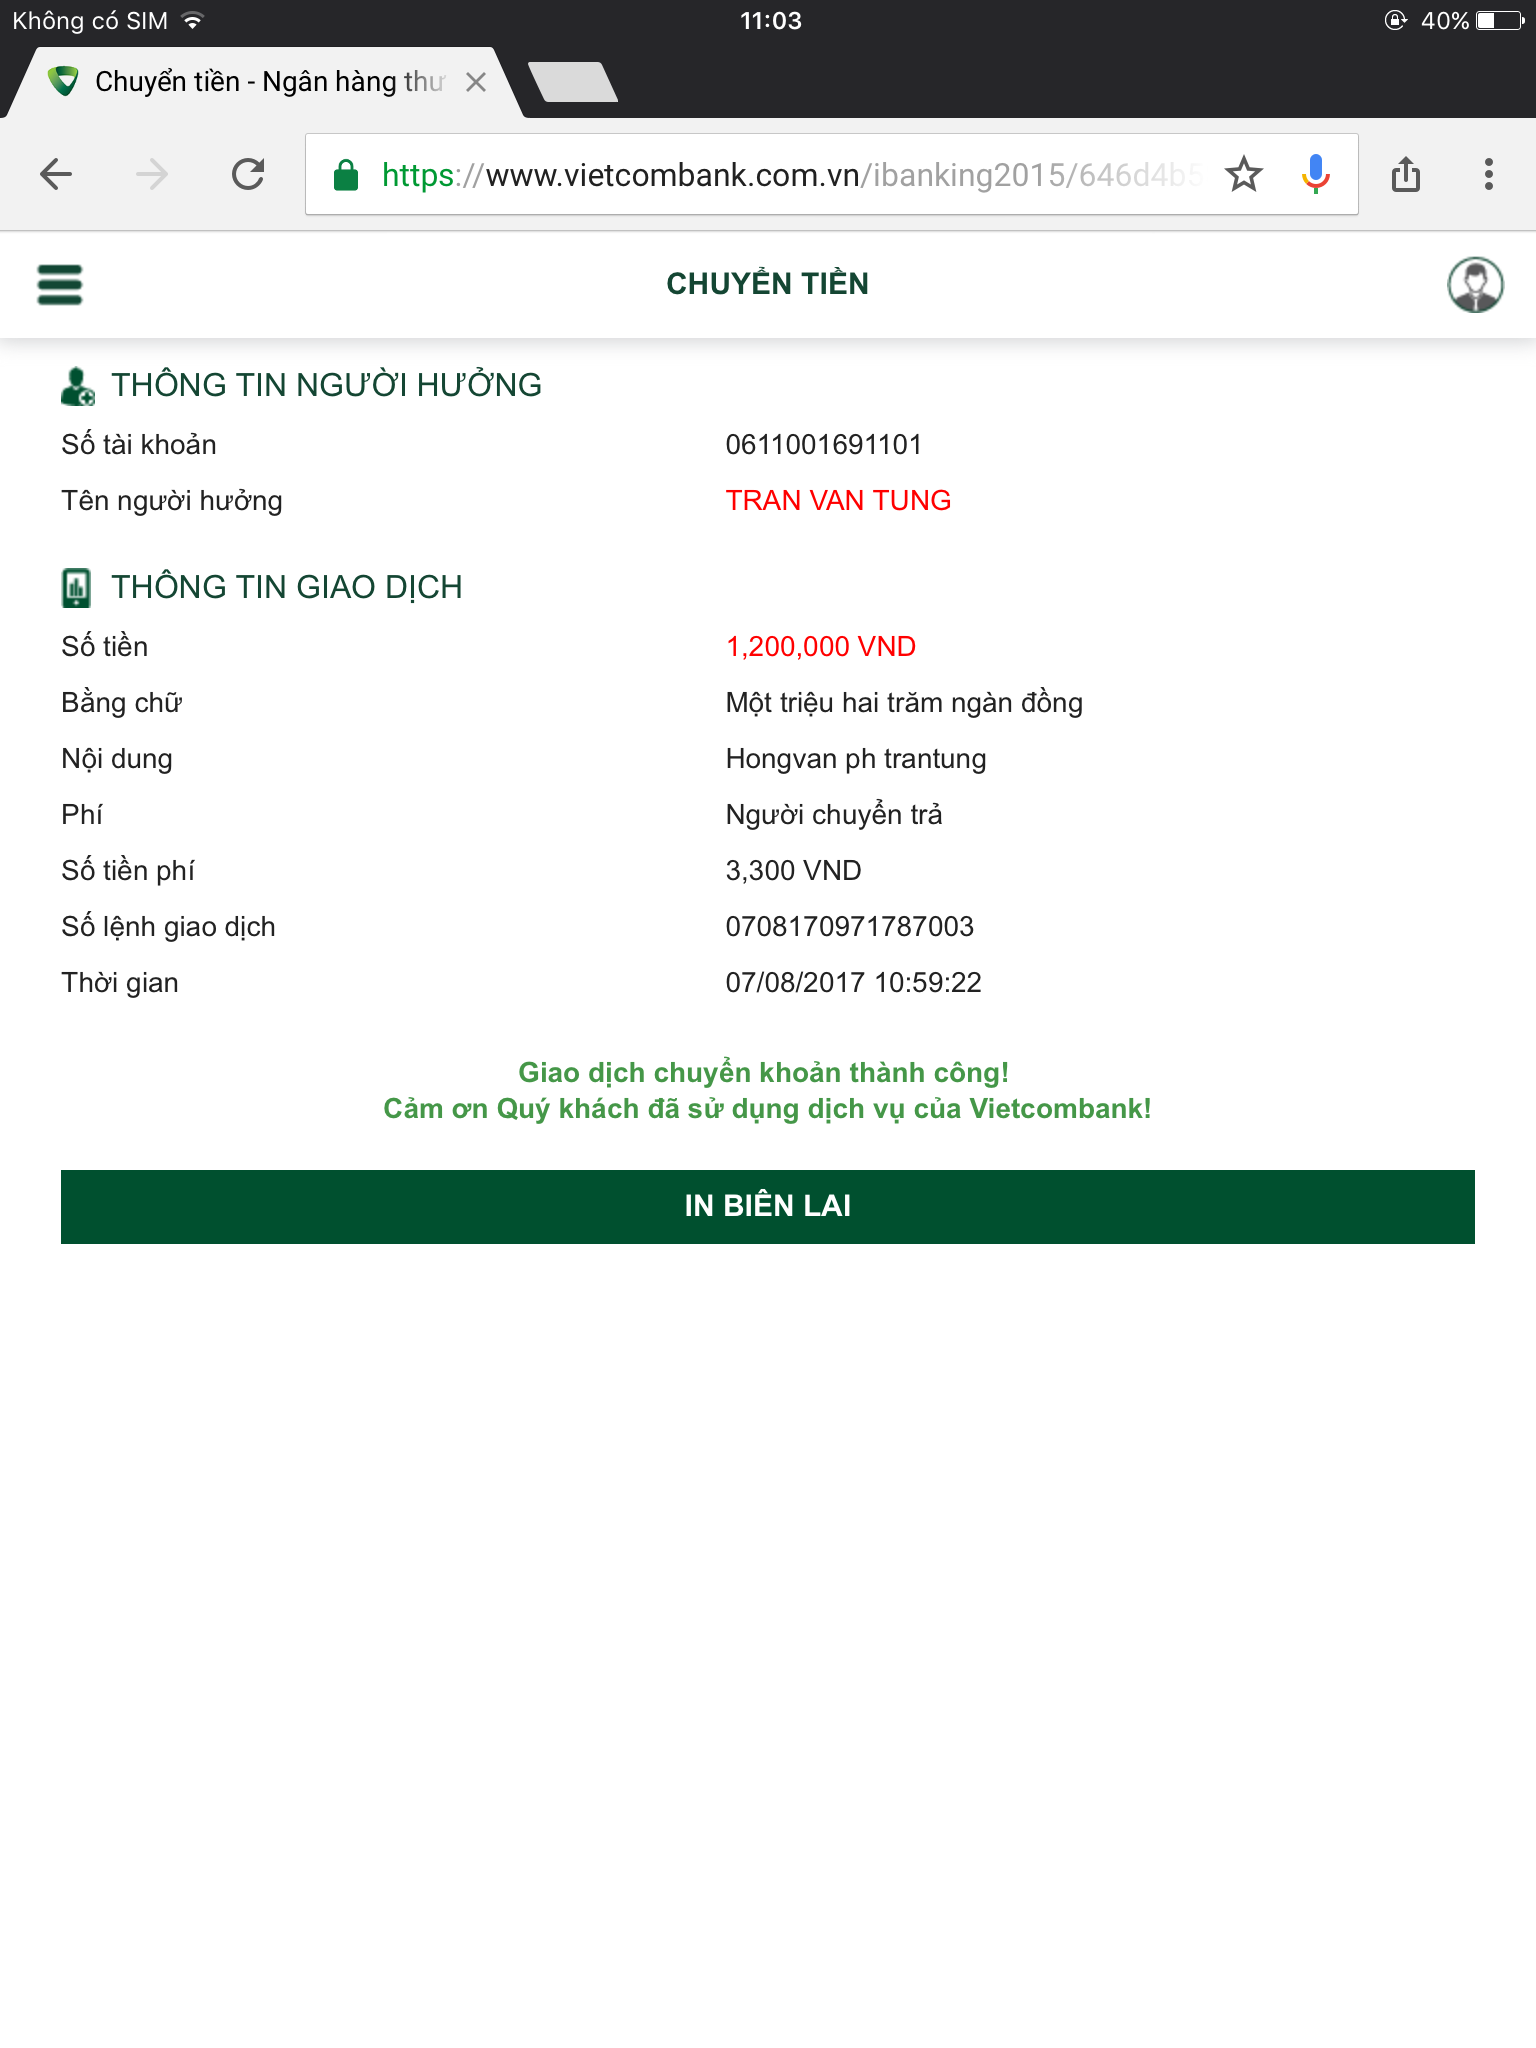 Không có SIM 11:03 40%
Chuyển tiền - Ngân hàng thư
https://www.vietcombank.com.vn/ibanking2015/646d4b5
CHUYỂN TIỀN
THÔNG TIN NGƯỜI HƯỞNG
Số tài khoản 0611001691101
Tên người hưởng TRAN VAN TUNG
THÔNG TIN GIAO DỊCH
Số tiền 1,200,000 VND
Bằng chữ Một triệu hai trăm ngàn đồng
Nội dung Hongvan ph trantung
Phí Người chuyển trả
Số tiền phí 3,300 VND
Số lệnh giao dịch 0708170971787003
Thời gian 07/08/2017 10:59:22
Giao dịch chuyển khoản thành công!
Cảm ơn Quý khách đã sử dụng dịch vụ của Vietcombank!
IN BIÊN LAI